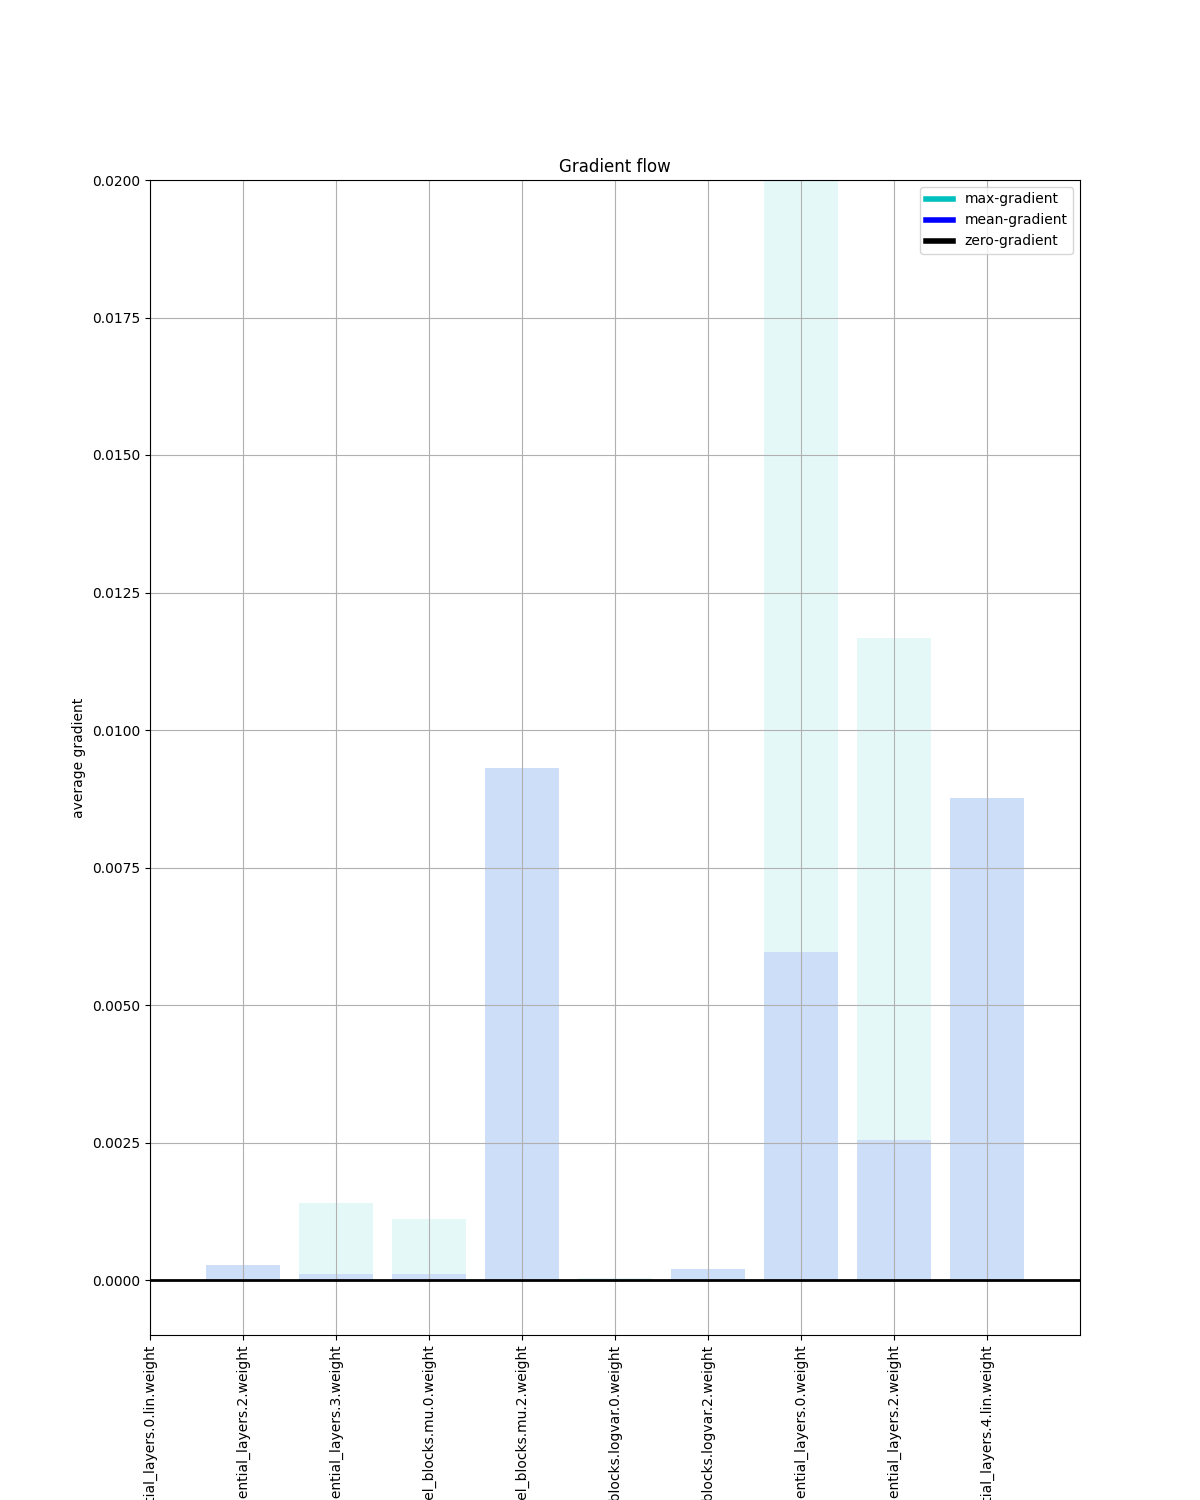 Gradient flow
max-gradient
mean-gradient
zero-gradient
0.0200
0.0175
0.0150
0.0125
0.0100
0.0075
0.0050
0.0025
0.0000
average gradient
tial_layers.0.lin.weight
ential_layers.2.weight
ential_layers.3.weight
el_blocks.mu.0.weight
el_blocks.mu.2.weight
blocks.logvar.0.weight
blocks.logvar.2.weight
ential_layers.0.weight
ential_layers.2.weight
tial_layers.4.lin.weight